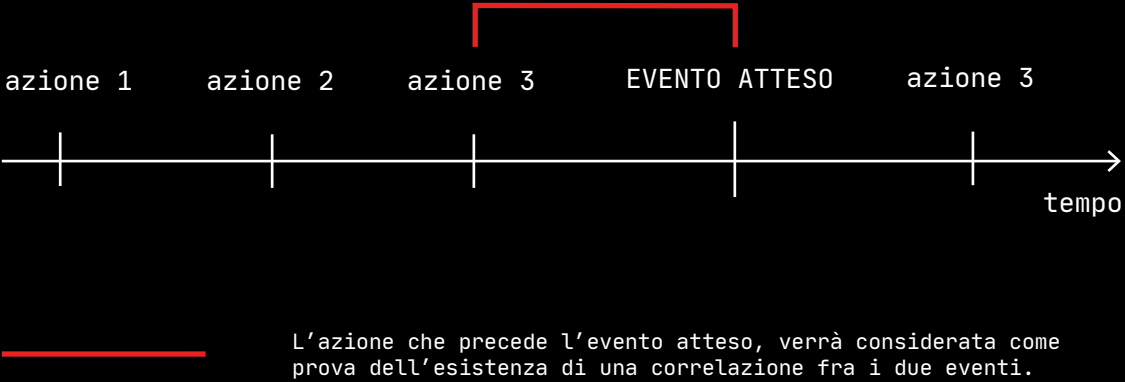 azione 1 azione 2 azione 3 EVENTO ATTESO azione 3
tempo
L’azione che precede l’evento atteso, verrà considerata come
prova dell'esistenza di una correlazione fra i due eventi.